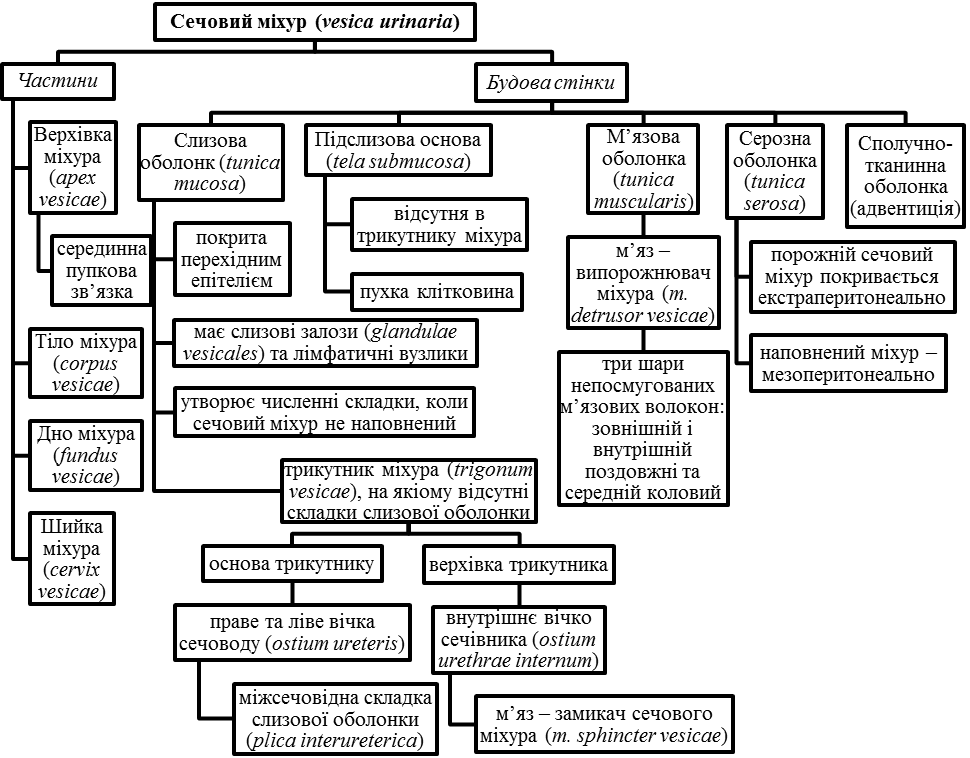 Сечовий міхур (vesica urinaria)
Частини
Будова стінки
Верхівка
міхура
(apex
vesicae)
серединна
пупкова
зв’язка
Тіло міхура
(corpus
vesicae)
Дно міхура
(fundus
vesicae)
Шийка
міхура
(cervix
vesicae)
Слизова
оболонк (tunica
mucosa)
покрита
перехідним
епітелієм
має слизові залози (glandulae
vesicales) та лімфатичні вузлики
утворює численні складки, коли
сечовий міхур не наповнений
трикутник міхура (trigonum
vesicae), на якіому відсутні
складки слизової оболонки
основа трикутнику
праве та ліве вічка
сечоводу (ostium ureteris)
міжсечовідна складка
слизової оболонки
(plica interureterica)
верхівка трикутника
внутрішнє вічко
сечівника (ostium
urethrae internum)
м’яз – замикач сечового
міхура (m. sphincter vesicae)
Підслизова основа
(tela submucosa)
відсутня в
трикутнику міхура
пухка клітковина
М’язова
оболонка
(tunica
muscularis)
м’яз –
випорожнювач
міхура (m.
detrusor vesicae)
три шари
непосмугованих
м’язових волокон:
зовнішній і
внутрішній
поздовжні та
середній коловий
Серозна
оболонка
(tunica
serosa)
порожній сечовий
міхур покривається
екстраперитонеально
наповнений міхур –
мезоперитонеально
Сполучно-
тканинна
оболонка
(адвентиція)